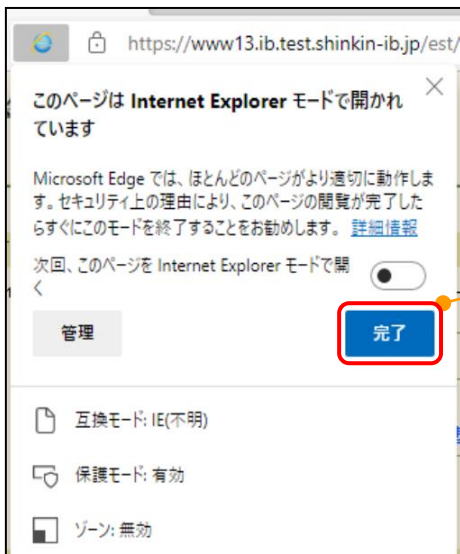 https://www13.ib.test.shinkin-ib.jp/est/
このページは Internet Explorer モードで開かれ
ています
Microsoft Edge では、ほとんどのページがより適切に動作しま
す。セキュリティ上の理由により、このページの閲覧が完了した
らすぐにこのモードを終了することをお勧めします。 詳細情報
次回、このページを Internet Explorer モードで開
く
管理
完了
互換モード: IE(不明)
保護モード: 有効
ゾーン: 無効